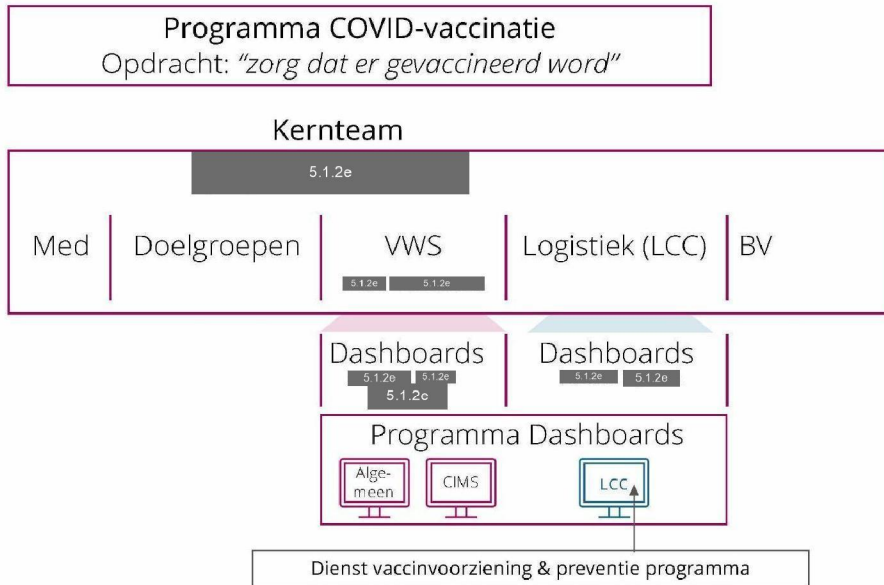 Programma COVID-vaccinatie
Opdracht: “zorg dat er gevaccineerd word”
Kernteam
5.1.2e
Med Doelgroepen VWS Logistiek (LCC) BV
5.1.2e 5.1.2e
Dashboards Dashboards
5.1.2e 5.1.2e 5.1.2e 5.1.2e
5.1.2e
Programma Dashboards
Alge-
meen
CIMS
LCC
Dienst vaccinvoorziening & preventie programma